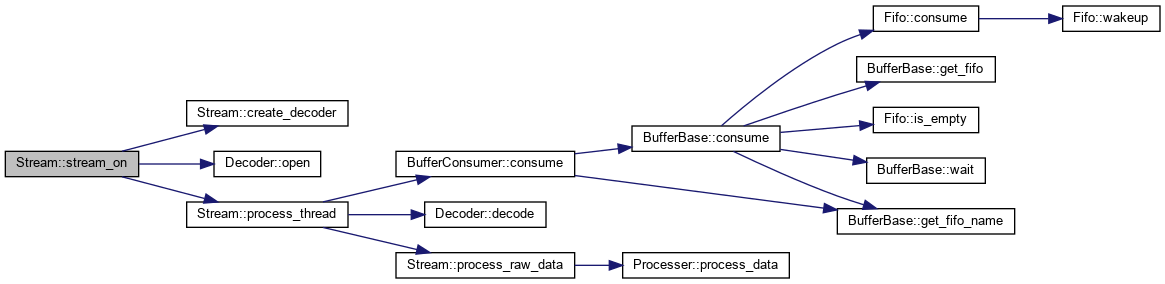 Fifo::consume
Fifo::wakeup
BufferBase::get_fifo
Stream::create_decoder
Fifo::is_empty
BufferBase::consume
Stream::stream_on
Decoder::open
BufferConsumer::consume
BufferBase::wait
Stream::process_thread
Decoder::decode
BufferBase::get_fifo_name
Stream::process_raw_data
Processer::process_data